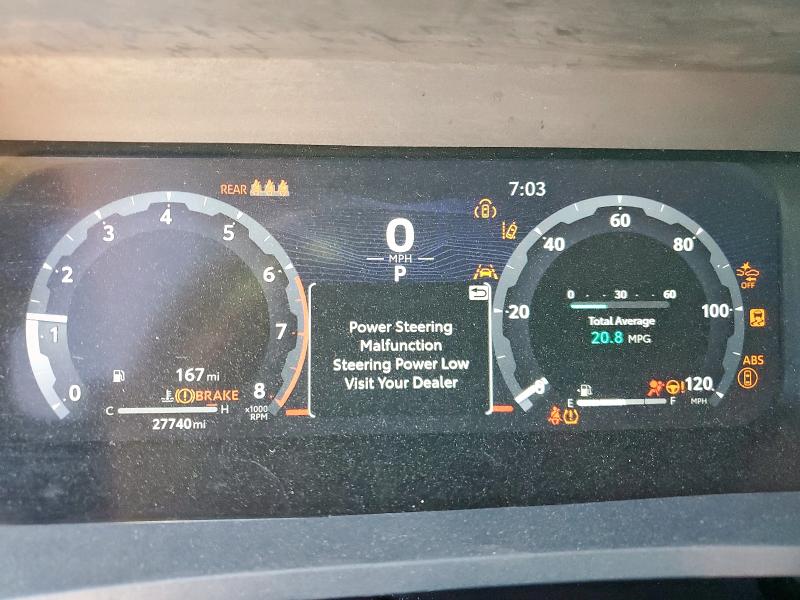 REAR
7:03
0
MPH
P
0
1
2
3
4
5
6
7
8
x1000
RPM
167 mi
BRAKE
C
H
27740 mi
Power Steering
Malfunction
Steering Power Low
Visit Your Dealer
0
20
40
60
80
100
120
MPH
0 - - 30 - - 60
Total Average
20.8 MPG
E
F
OFF
ABS